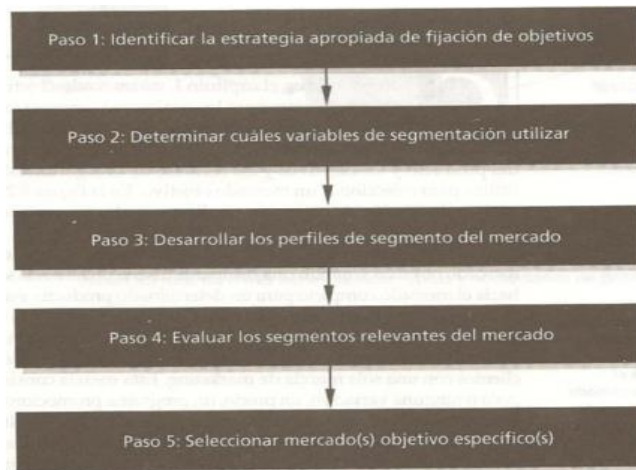 Paso 1: Identificar la estrategia apropiada de fijación de objetivos
Paso 2: Determinar cuáles variables de segmentación utilizar
Paso 3: Desarrollar los perfiles de segmento del mercado
Paso 4: Evaluar los segmentos relevantes del mercado
Paso 5: Seleccionar mercado(s) objetivo específico(s)